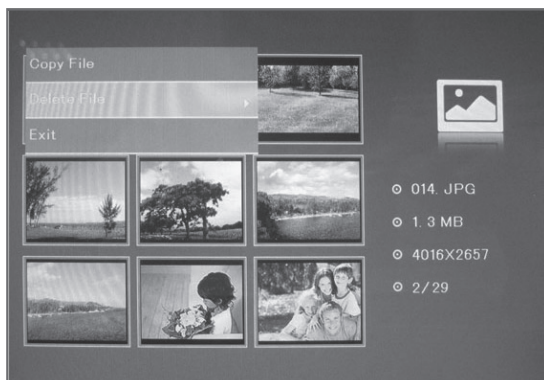 Copy File
Delete File
Exit
014. JPG
1. 3 MB
4016X2657
2/29